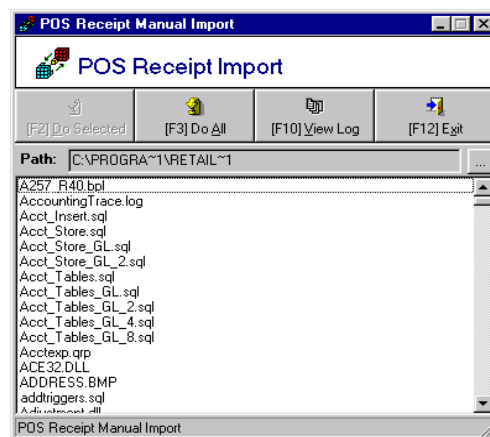 POS Receipt Manual Import
POS Receipt Import
[F2] Do Selected
[F3] Do All
[F10] View Log
[F12] Exit
Path: C:\PROGRA~1\RETAIL~1
...
A257_R40.bpl
AccountingTrace.log
Acct_Insert.sql
Acct_Store.sql
Acct_Store_GL.sql
Acct_Store_GL_2.sql
Acct_Tables.sql
Acct_Tables_GL.sql
Acct_Tables_GL_2.sql
Acct_Tables_GL_4.sql
Acct_Tables_GL_8.sql
Acctexp.qrp
ACE32.DLL
ADDRESS.BMP
addtriggers.sql
Adjustment.dll
POS Receipt Manual Import